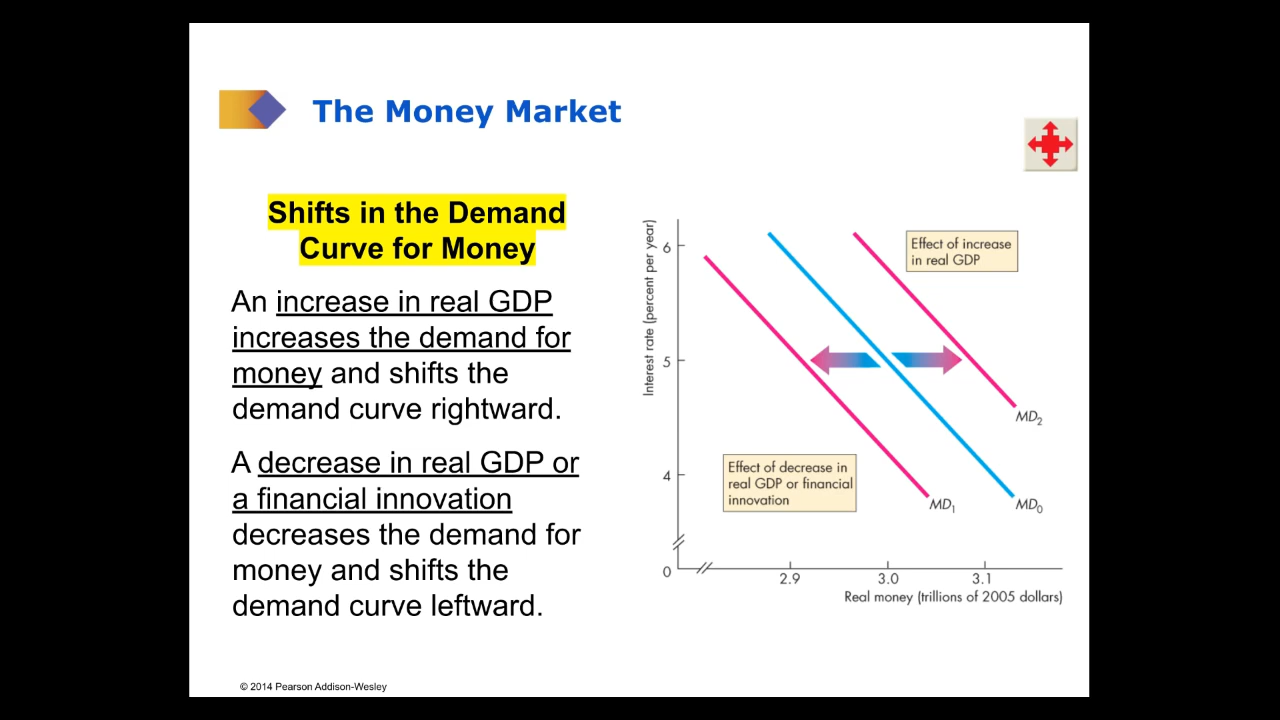 The Money Market
Shifts in the Demand
Curve for Money
An increase in real GDP
increases the demand for
money and shifts the
demand curve rightward.
A decrease in real GDP or
a financial innovation
decreases the demand for
money and shifts the
demand curve leftward.
Interest rate (percent per year)
6
5
4
0
Effect of increase
in real GDP
MD2
Effect of decrease in
real GDP or financial
innovation
MD1
MD0
2.9
3.0
3.1
Real money (trillions of 2005 dollars)
© 2014 Pearson Addison-Wesley